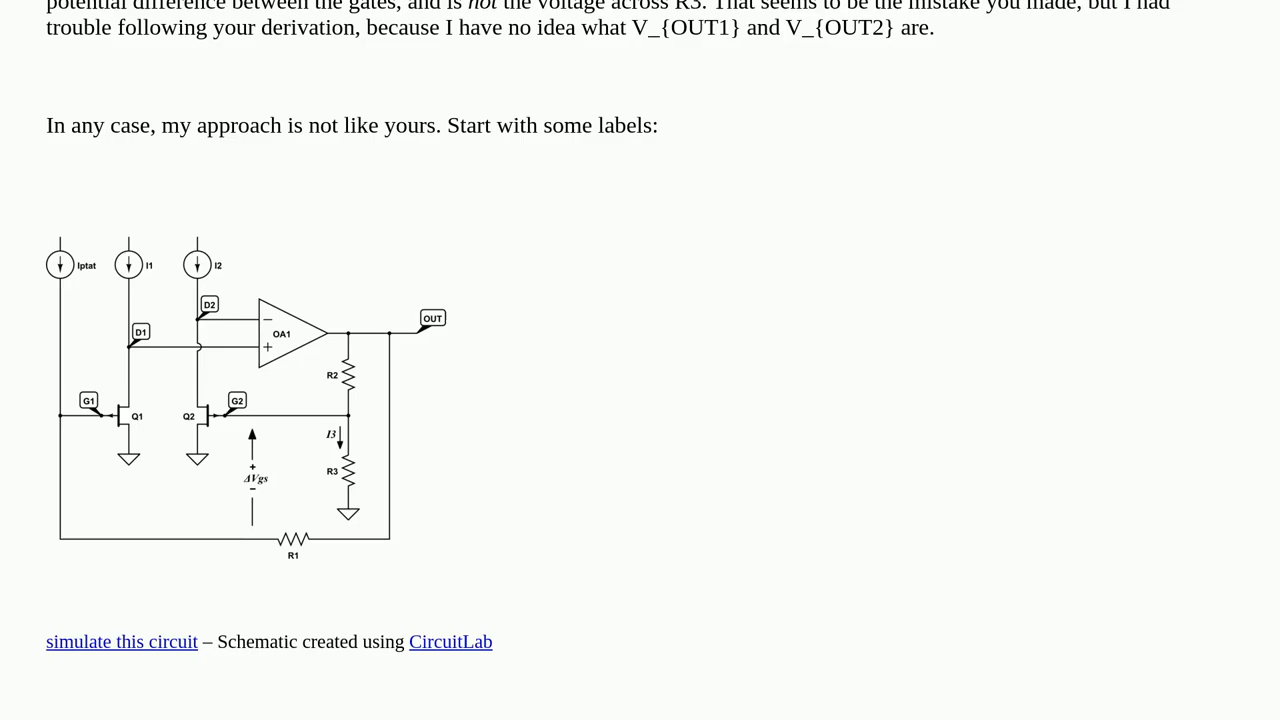 potential difference between the gates, and is not the voltage across R3. That seems to be the mistake you made, but I had
trouble following your derivation, because I have no idea what V_{OUT1} and V_{OUT2} are.
In any case, my approach is not like yours. Start with some labels:
Iptat
I1
I2
D2
D1
OA1
OUT
R2
G1
G2
Q1
Q2
I3
+
ΔVgs
−
R3
R1
simulate this circuit – Schematic created using CircuitLab